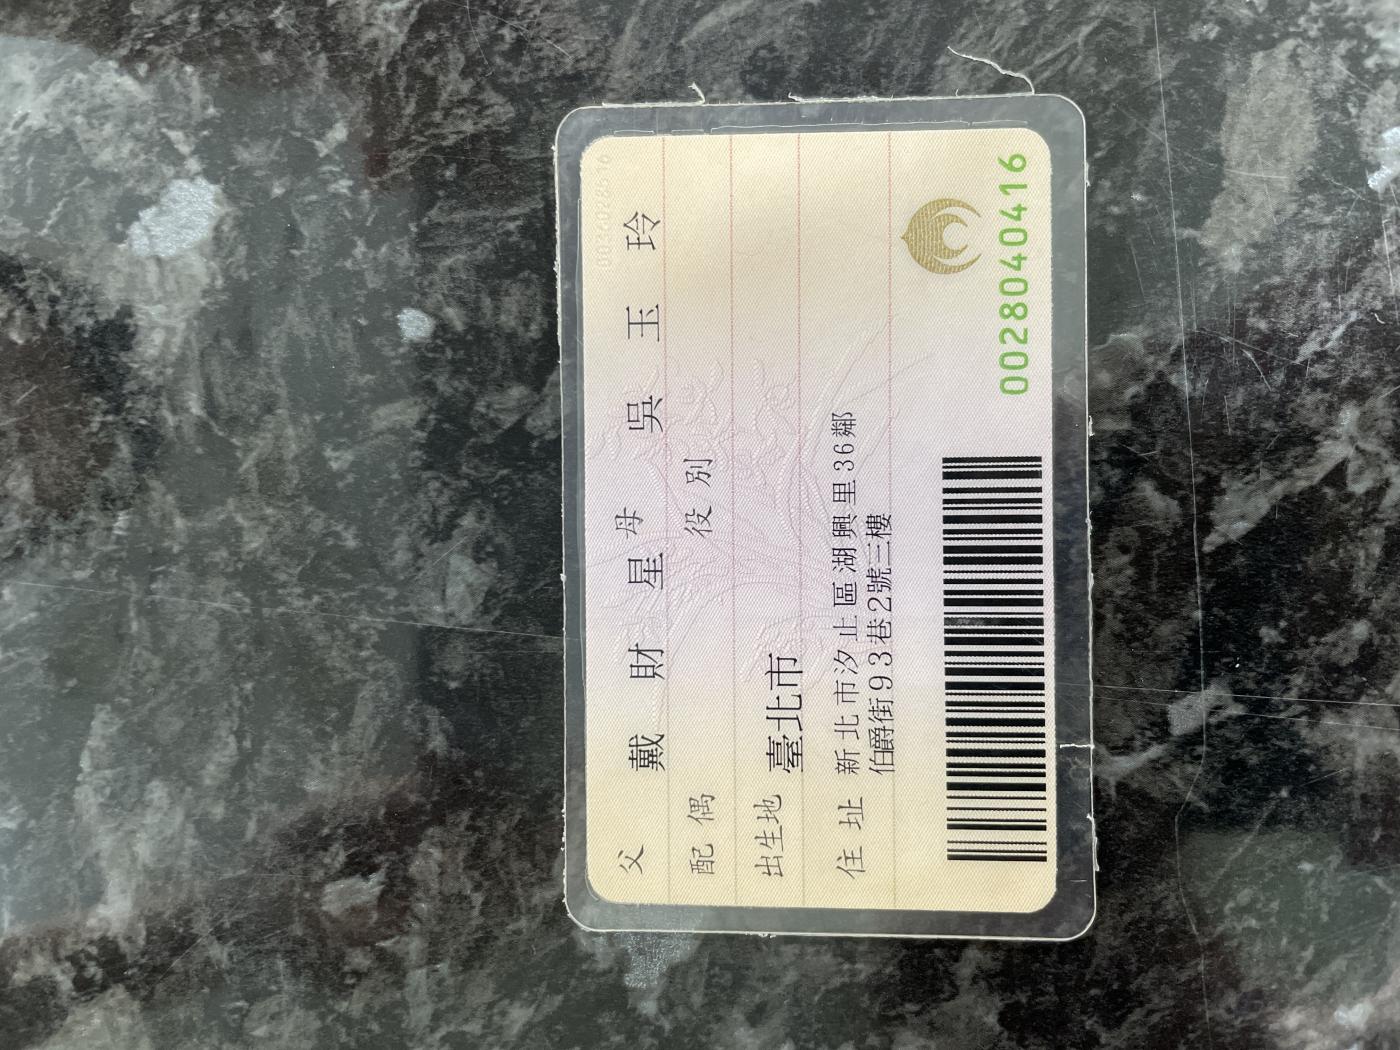 父 戴財星 母 吳玉玲
配偶 役別
出生地 臺北市
住址 新北市汐止區湖興里36鄰
伯爵街93巷2號三樓
0028040416